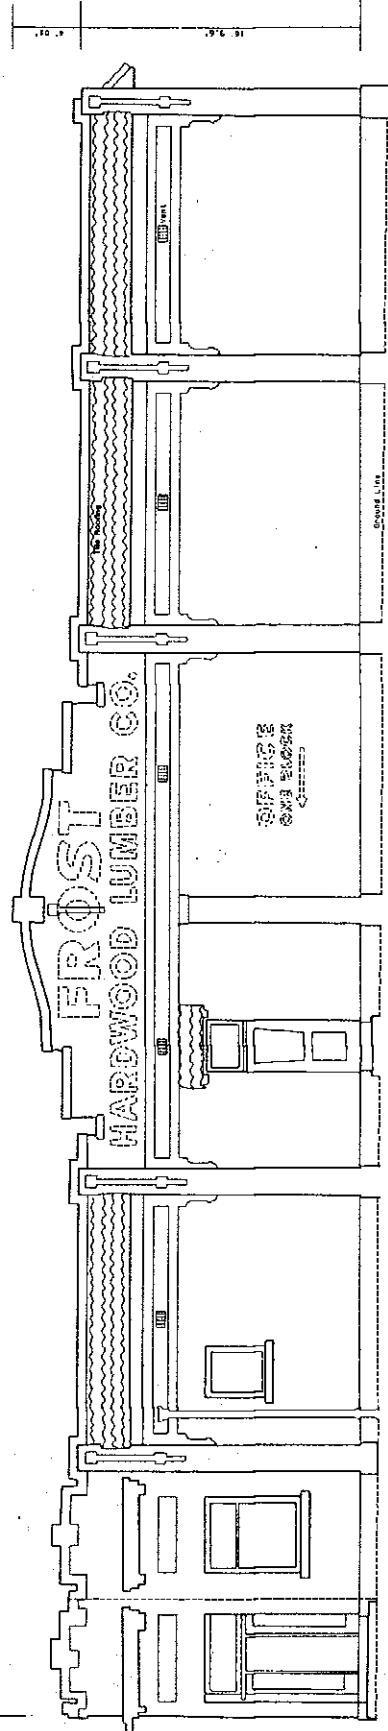 FROST
HARDWOOD LUMBER CO.
OFFICE
ONE BLOCK
Tile Roofing
Vent
Ground Line